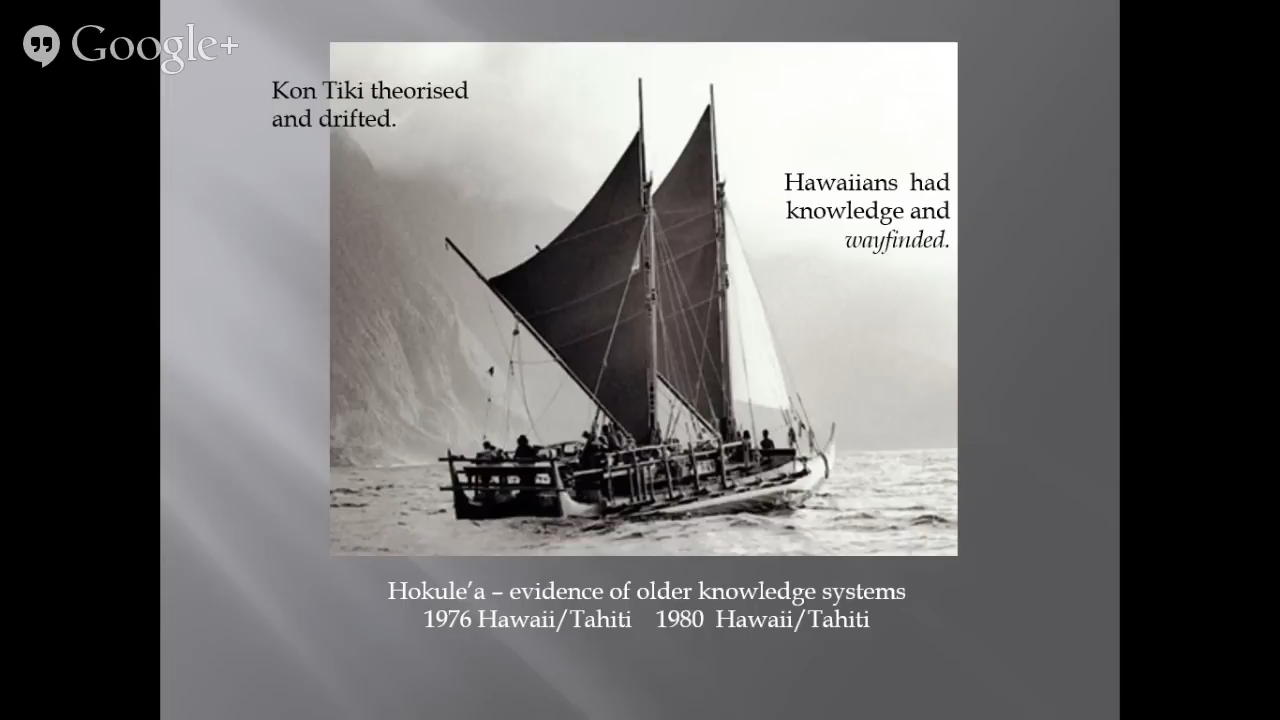 Google+
Kon Tiki theorised
and drifted.
Hawaiians  had
knowledge and
wayfinded.
Hokule’a – evidence of older knowledge systems
1976 Hawaii/Tahiti    1980  Hawaii/Tahiti